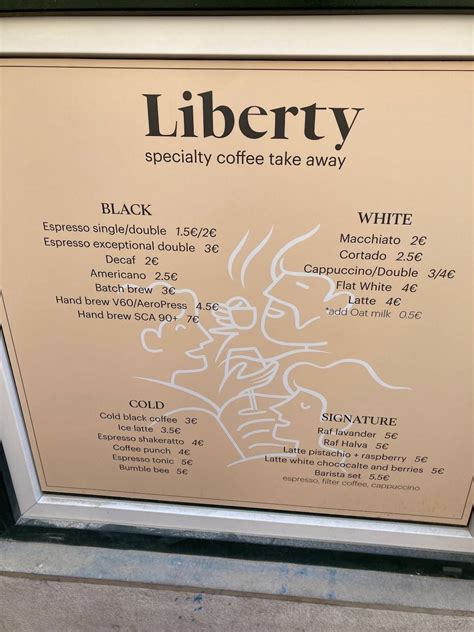 Liberty
specialty coffee take away
BLACK
Espresso single/double 1.5€/2€
Espresso exceptional double 3€
Decaf 2€
Americano 2.5€
Batch brew 3€
Hand brew V60/AeroPress 4.5€
Hand brew SCA 90+ 7€
WHITE
Macchiato 2€
Cortado 2.5€
Cappuccino/Double 3/4€
Flat White 4€
Latte 4€
*add Oat milk 0.5€
COLD
Cold black coffee 3€
Ice latte 3.5€
Espresso shakeratto 4€
Coffee punch 4€
Espresso tonic 5€
Bumble bee 5€
SIGNATURE
Raf lavander 5€
Raf Halva 5€
Latte pistachio + raspberry 5€
Latte white chococalte and berries 5€
Barista set 5.5€
espresso, filter coffee, cappuccino